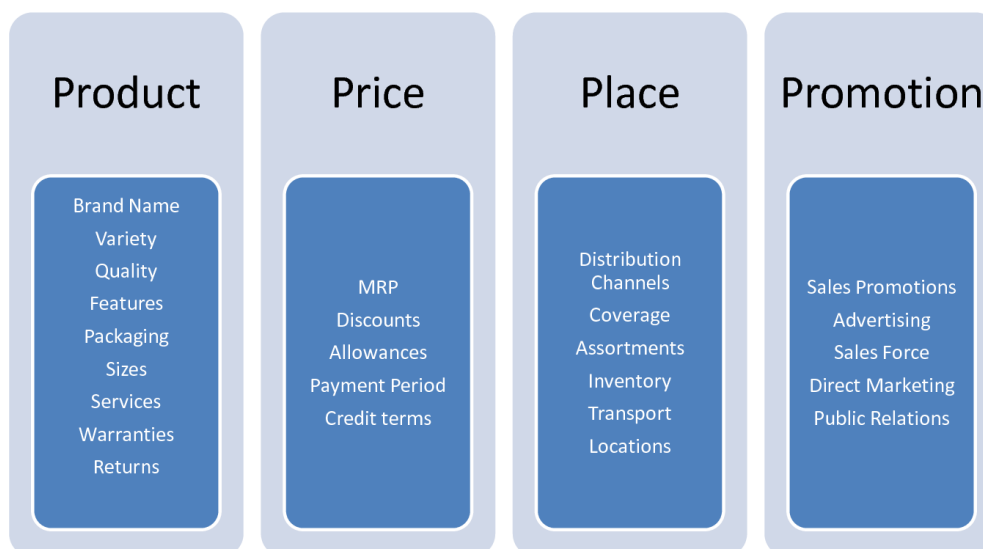 Product
Brand Name
Variety
Quality
Features
Packaging
Sizes
Services
Warranties
Returns
Price
MRP
Discounts
Allowances
Payment Period
Credit terms
Place
Distribution
Channels
Coverage
Assortments
Inventory
Transport
Locations
Promotion
Sales Promotions
Advertising
Sales Force
Direct Marketing
Public Relations